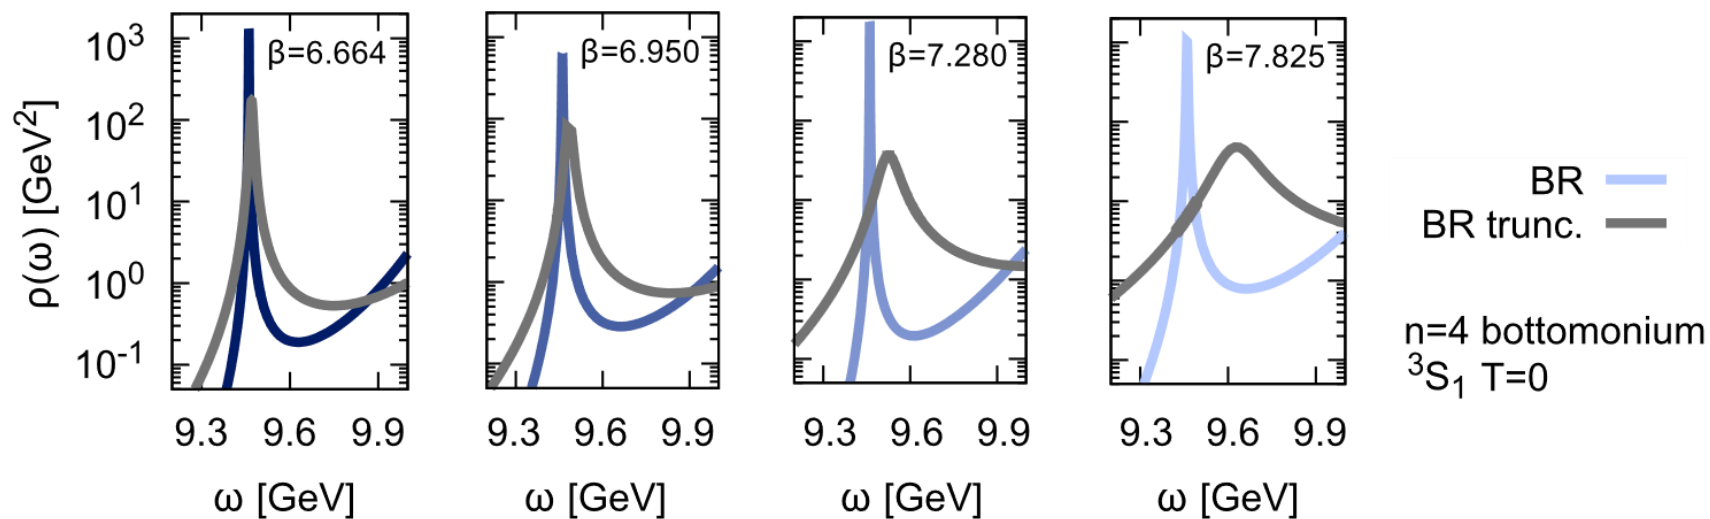 ρ(ω) [GeV²]
10³
10²
10¹
10⁰
10⁻¹
β=6.664
9.3 9.6 9.9
ω [GeV]
β=6.950
9.3 9.6 9.9
ω [GeV]
β=7.280
9.3 9.6 9.9
ω [GeV]
β=7.825
9.3 9.6 9.9
ω [GeV]
BR
BR trunc.
n=4 bottomonium
³S₁ T=0